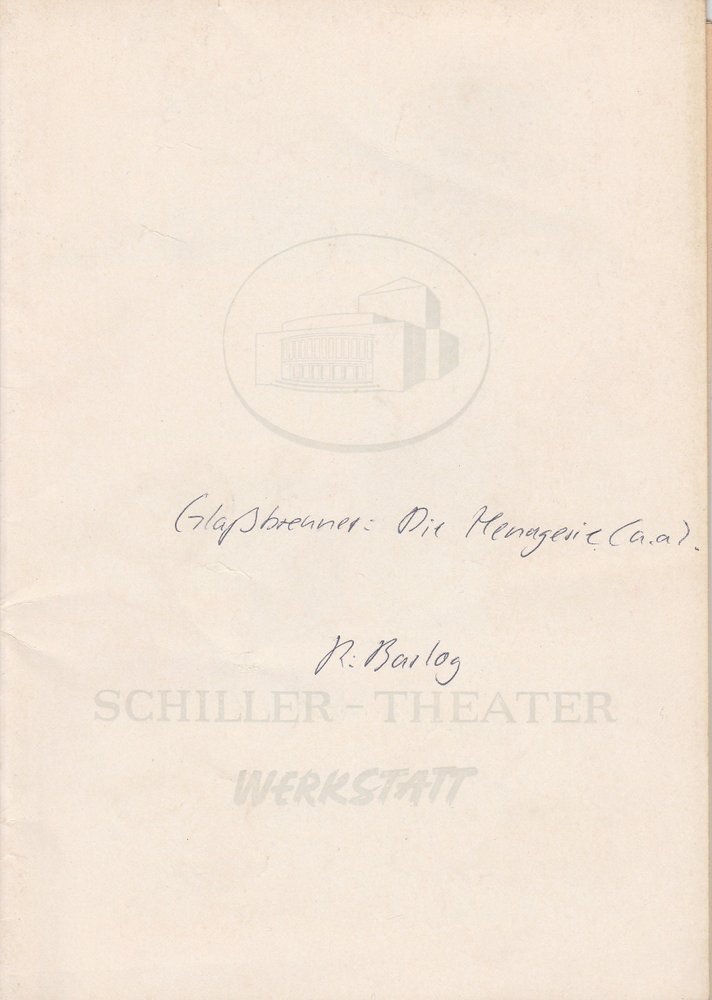 Glaßbrenner: Die Menagerie (u.a).
R: Barlog
SCHILLER-THEATER
WERKSTATT